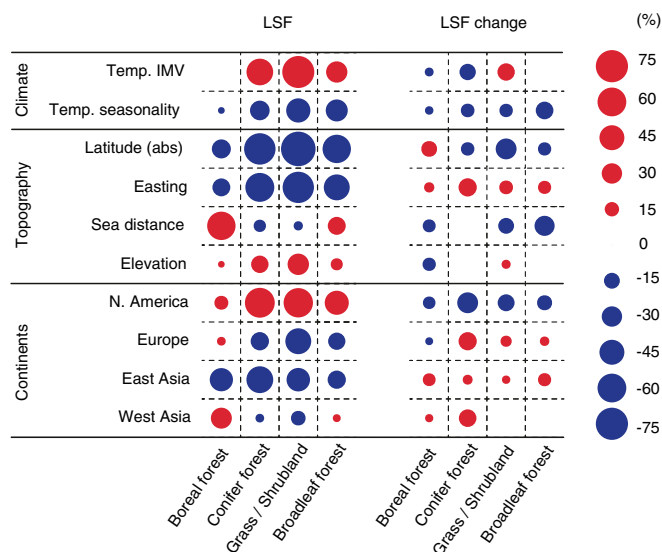 LSF LSF change (%)
Climate
Temp. IMV
Temp. seasonality
Topography
Latitude (abs)
Easting
Sea distance
Elevation
Continents
N. America
Europe
East Asia
West Asia
Boreal forest
Conifer forest
Grass / Shrubland
Broadleaf forest
Boreal forest
Conifer forest
Grass / Shrubland
Broadleaf forest
75
60
45
30
15
0
-15
-30
-45
-60
-75